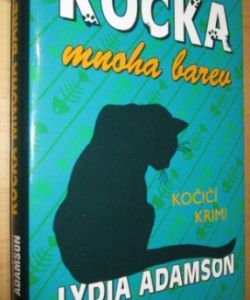 KOČKA
mnoha barev
KOČIČÍ
KRIMI
LYDIA ADAMSON
ADAMSON KOČKA MNOHA BAREV